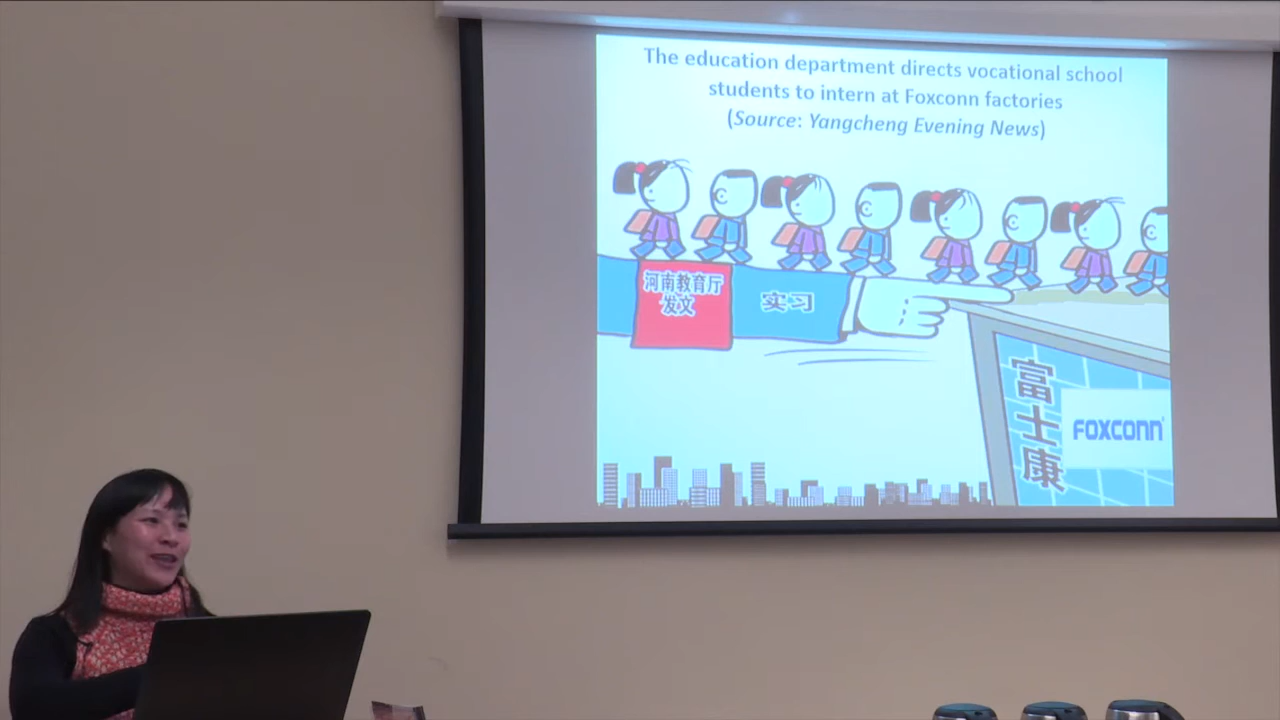 The education department directs vocational school
students to intern at Foxconn factories
(Source: Yangcheng Evening News)
河南教育厅
发文
实习
富士康
FOXCONN